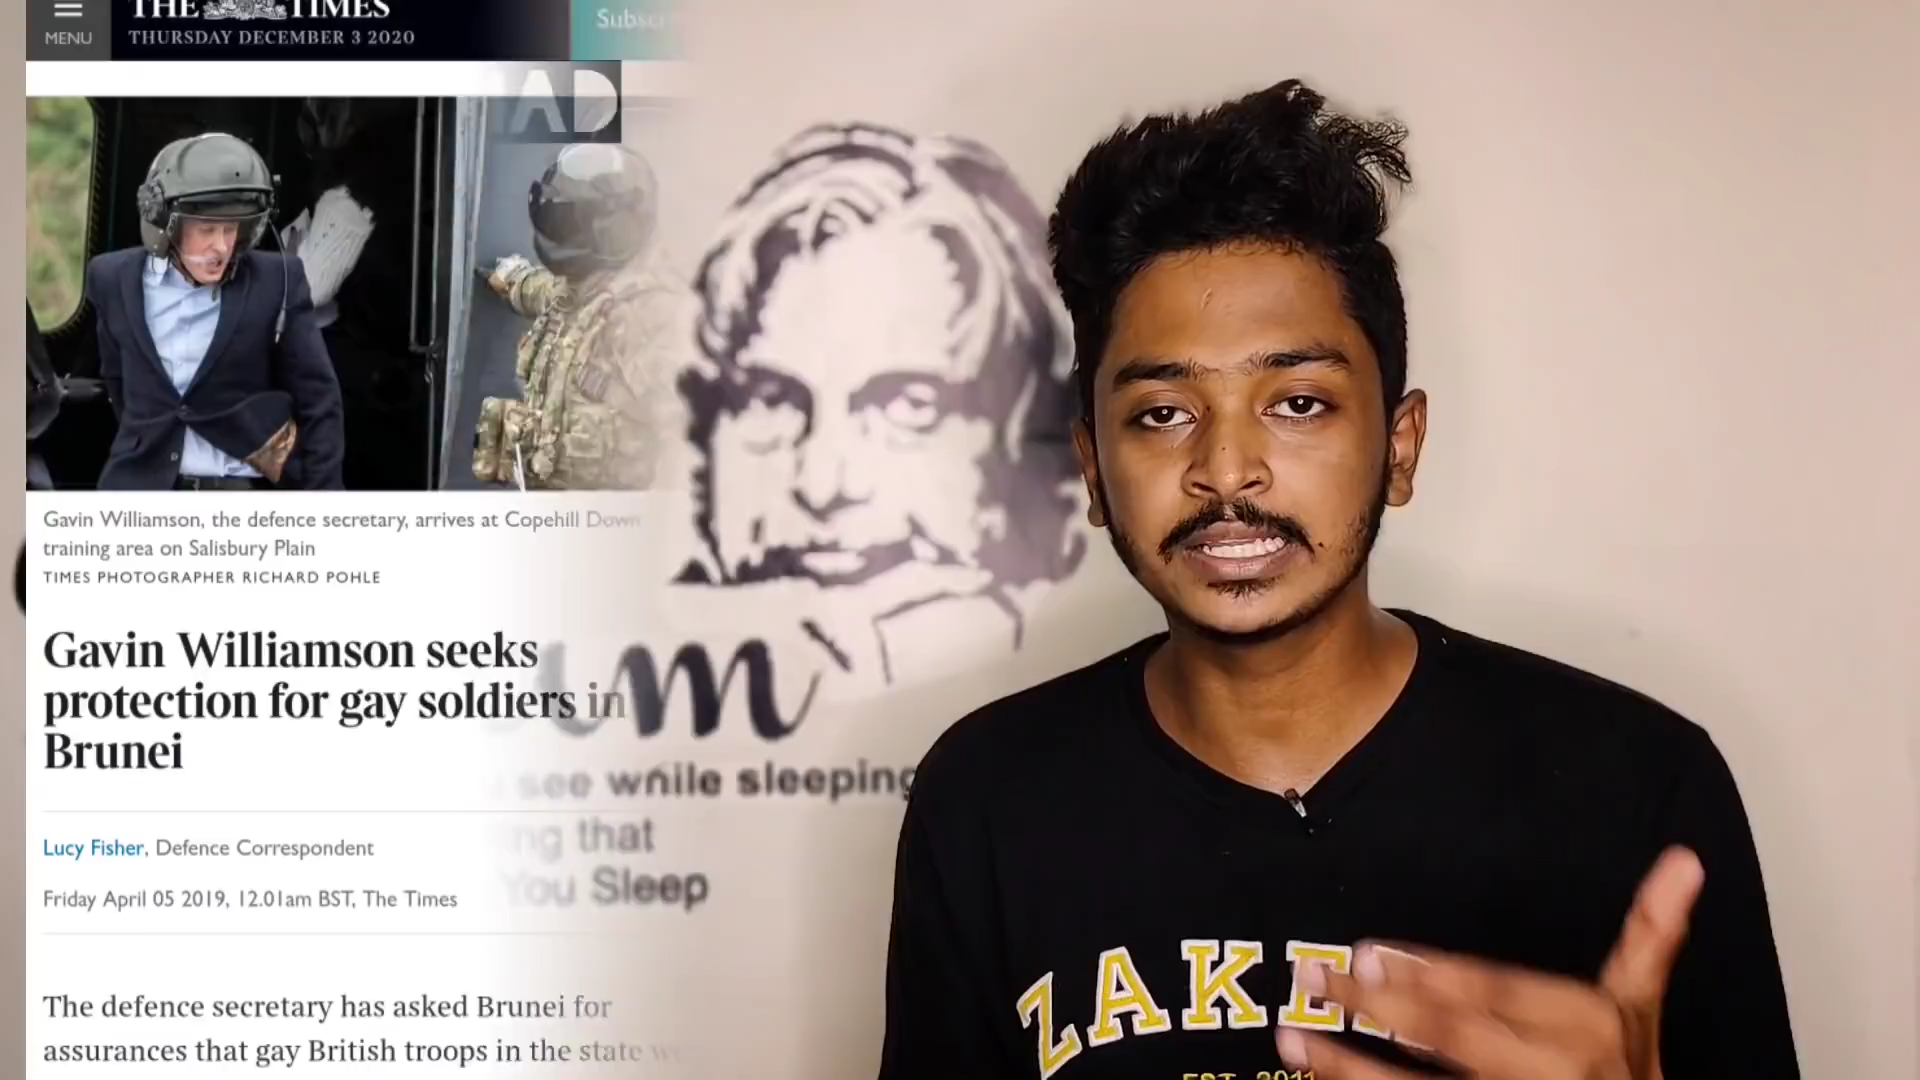 THE TIMES
MENU
THURSDAY DECEMBER 3 2020
AD
Gavin Williamson, the defence secretary, arrives at Copehill Down
training area on Salisbury Plain
TIMES PHOTOGRAPHER RICHARD POHLE
Gavin Williamson seeks
protection for gay soldiers in
Brunei
Lucy Fisher, Defence Correspondent
Friday April 05 2019, 12.01am BST, The Times
The defence secretary has asked Brunei for
assurances that gay British troops in the state
see while sleeping
that
You Sleep
EST. 2011